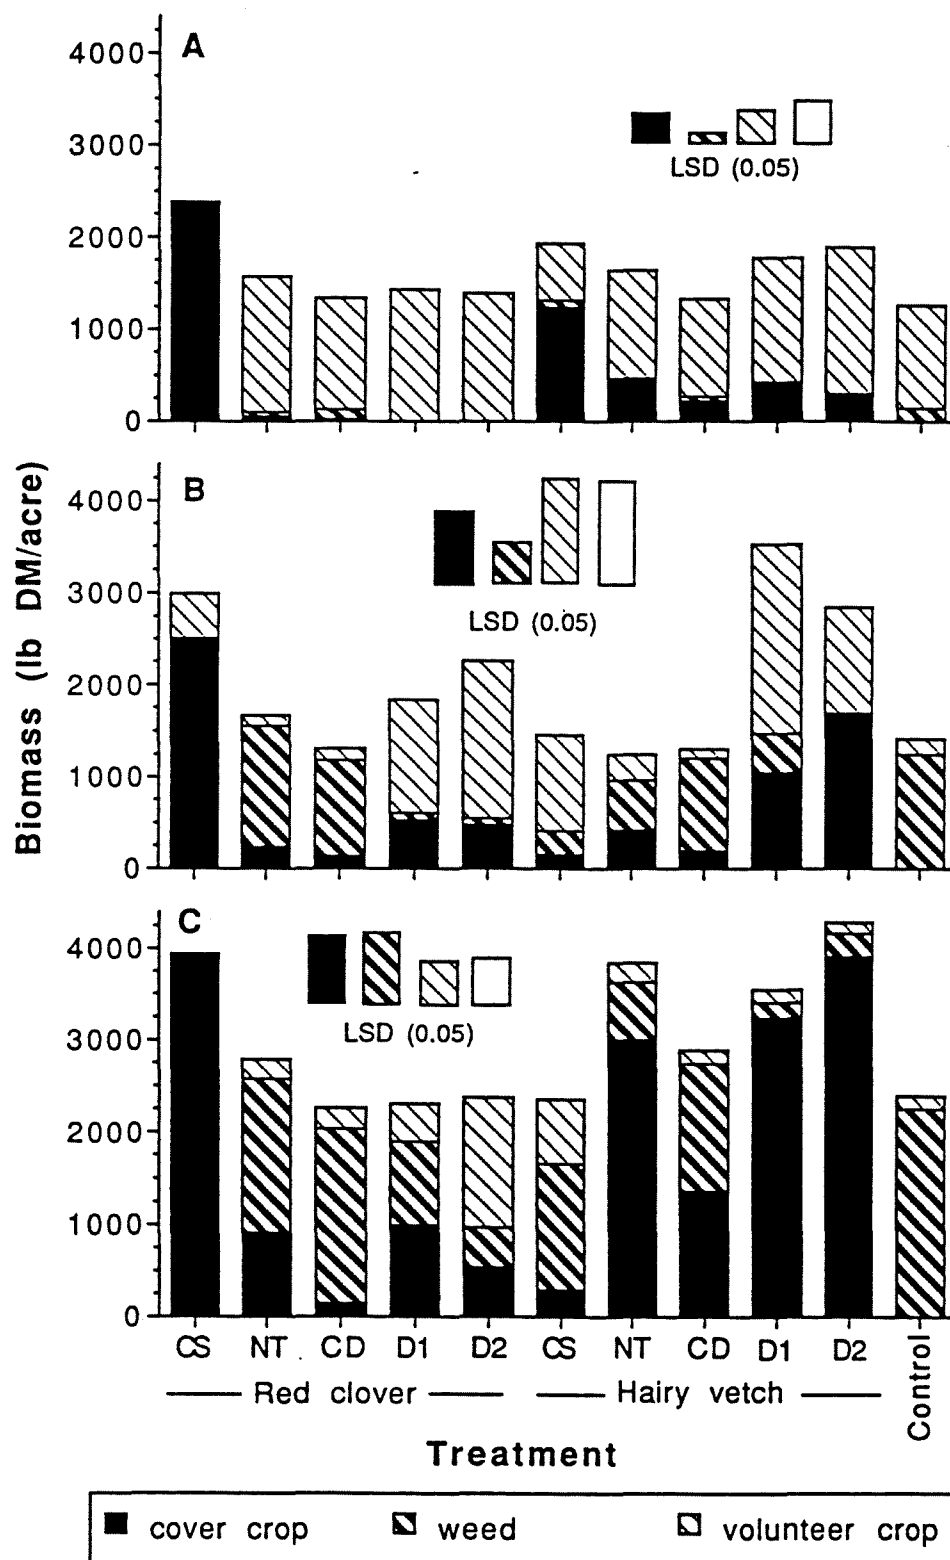 A
4000
3000
2000
1000
0
LSD (0.05)
B
4000
3000
2000
1000
0
LSD (0.05)
C
4000
3000
2000
1000
0
LSD (0.05)
Biomass (lb DM/acre)
CS NT CD D1 D2 CS NT CD D1 D2 Control
Red clover Hairy vetch
Treatment
cover crop weed volunteer crop